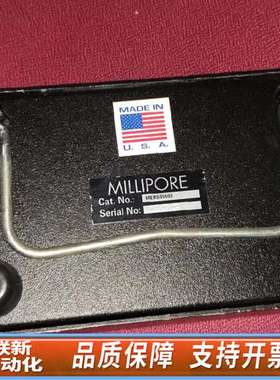 MADE IN
U. S. A.
MILLIPORE
Cat. No.:
Serial No:
联新
动化
品质保障 支持开票